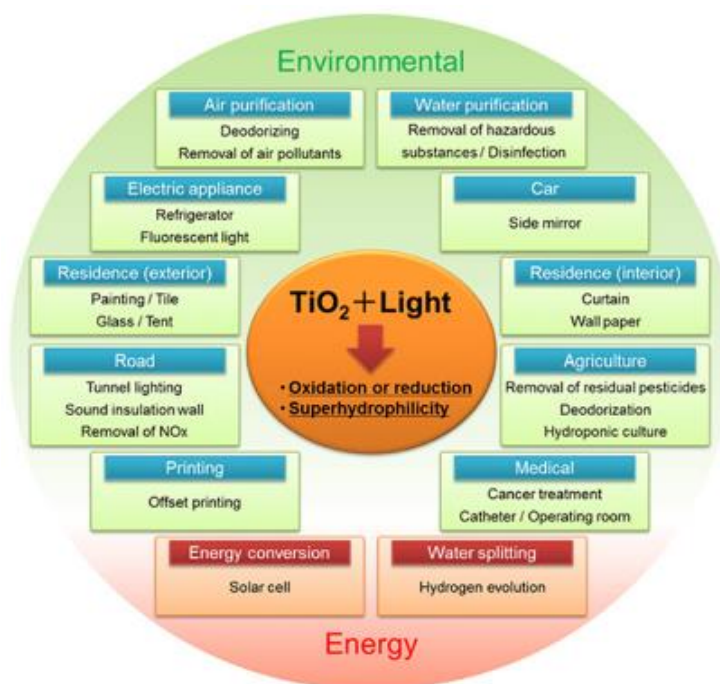 Environmental
Air purification
Deodorizing
Removal of air pollutants
Water purification
Removal of hazardous
substances / Disinfection
Electric appliance
Refrigerator
Fluorescent light
Car
Side mirror
Residence (exterior)
Painting / Tile
Glass / Tent
TiO₂+Light
• Oxidation or reduction
• Superhydrophilicity
Residence (interior)
Curtain
Wall paper
Road
Tunnel lighting
Sound insulation wall
Removal of NOx
Agriculture
Removal of residual pesticides
Deodorization
Hydroponic culture
Printing
Offset printing
Medical
Cancer treatment
Catheter / Operating room
Energy conversion
Solar cell
Water splitting
Hydrogen evolution
Energy